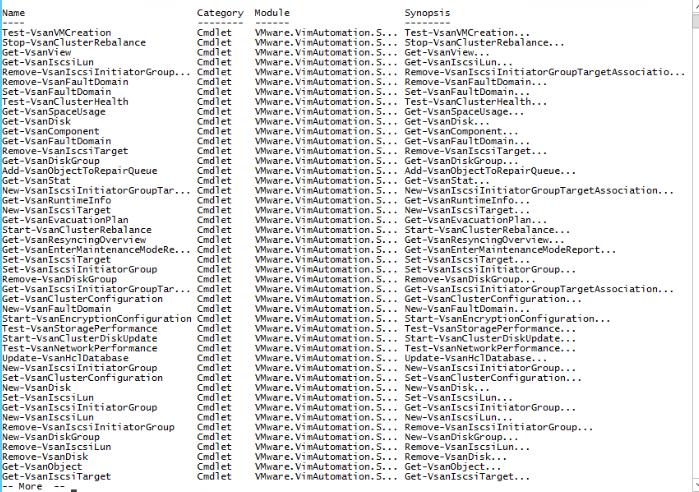 Name Category Module Synopsis
---- -------- ------ --------
Test-VsanVMCreation Cmdlet VMware.VimAutomation.S... Test-VsanVMCreation...
Stop-VsanClusterRebalance Cmdlet VMware.VimAutomation.S... Stop-VsanClusterRebalance...
Get-VsanView Cmdlet VMware.VimAutomation.S... Get-VsanView...
Get-VsanIscsiLun Cmdlet VMware.VimAutomation.S... Get-VsanIscsiLun...
Remove-VsanIscsiInitiatorGroup... Cmdlet VMware.VimAutomation.S... Remove-VsanIscsiInitiatorGroupTargetAssociatio...
Remove-VsanFaultDomain Cmdlet VMware.VimAutomation.S... Remove-VsanFaultDomain...
Set-VsanFaultDomain Cmdlet VMware.VimAutomation.S... Set-VsanFaultDomain...
Test-VsanClusterHealth Cmdlet VMware.VimAutomation.S... Test-VsanClusterHealth...
Get-VsanSpaceUsage Cmdlet VMware.VimAutomation.S... Get-VsanSpaceUsage...
Get-VsanDisk Cmdlet VMware.VimAutomation.S... Get-VsanDisk...
Get-VsanComponent Cmdlet VMware.VimAutomation.S... Get-VsanComponent...
Get-VsanFaultDomain Cmdlet VMware.VimAutomation.S... Get-VsanFaultDomain...
Remove-VsanIscsiTarget Cmdlet VMware.VimAutomation.S... Remove-VsanIscsiTarget...
Get-VsanDiskGroup Cmdlet VMware.VimAutomation.S... Get-VsanDiskGroup...
Add-VsanObjectToRepairQueue Cmdlet VMware.VimAutomation.S... Add-VsanObjectToRepairQueue...
Get-VsanStat Cmdlet VMware.VimAutomation.S... Get-VsanStat...
New-VsanIscsiInitiatorGroupTar... Cmdlet VMware.VimAutomation.S... New-VsanIscsiInitiatorGroupTargetAssociation...
Get-VsanRuntimeInfo Cmdlet VMware.VimAutomation.S... Get-VsanRuntimeInfo...
New-VsanIscsiTarget Cmdlet VMware.VimAutomation.S... New-VsanIscsiTarget...
Get-VsanEvacuationPlan Cmdlet VMware.VimAutomation.S... Get-VsanEvacuationPlan...
Start-VsanClusterRebalance Cmdlet VMware.VimAutomation.S... Start-VsanClusterRebalance...
Get-VsanResyncingOverview Cmdlet VMware.VimAutomation.S... Get-VsanResyncingOverview...
Get-VsanEnterMaintenanceModeRe... Cmdlet VMware.VimAutomation.S... Get-VsanEnterMaintenanceModeReport...
Set-VsanIscsiTarget Cmdlet VMware.VimAutomation.S... Set-VsanIscsiTarget...
Set-VsanIscsiInitiatorGroup Cmdlet VMware.VimAutomation.S... Set-VsanIscsiInitiatorGroup...
Remove-VsanDiskGroup Cmdlet VMware.VimAutomation.S... Remove-VsanDiskGroup...
Get-VsanIscsiInitiatorGroupTar... Cmdlet VMware.VimAutomation.S... Get-VsanIscsiInitiatorGroupTargetAssociation...
Get-VsanClusterConfiguration Cmdlet VMware.VimAutomation.S... Get-VsanClusterConfiguration...
New-VsanFaultDomain Cmdlet VMware.VimAutomation.S... New-VsanFaultDomain...
Start-VsanEncryptionConfiguration Cmdlet VMware.VimAutomation.S... Start-VsanEncryptionConfiguration...
Test-VsanStoragePerformance Cmdlet VMware.VimAutomation.S... Test-VsanStoragePerformance...
Start-VsanClusterDiskUpdate Cmdlet VMware.VimAutomation.S... Start-VsanClusterDiskUpdate...
Test-VsanNetworkPerformance Cmdlet VMware.VimAutomation.S... Test-VsanNetworkPerformance...
Update-VsanHclDatabase Cmdlet VMware.VimAutomation.S... Update-VsanHclDatabase...
New-VsanIscsiInitiatorGroup Cmdlet VMware.VimAutomation.S... New-VsanIscsiInitiatorGroup...
Set-VsanClusterConfiguration Cmdlet VMware.VimAutomation.S... Set-VsanClusterConfiguration...
New-VsanDisk Cmdlet VMware.VimAutomation.S... New-VsanDisk...
Set-VsanIscsiLun Cmdlet VMware.VimAutomation.S... Set-VsanIscsiLun...
Get-VsanIscsiInitiatorGroup Cmdlet VMware.VimAutomation.S... Get-VsanIscsiInitiatorGroup...
New-VsanIscsiLun Cmdlet VMware.VimAutomation.S... New-VsanIscsiLun...
Remove-VsanIscsiInitiatorGroup Cmdlet VMware.VimAutomation.S... Remove-VsanIscsiInitiatorGroup...
New-VsanDiskGroup Cmdlet VMware.VimAutomation.S... New-VsanDiskGroup...
Remove-VsanIscsiLun Cmdlet VMware.VimAutomation.S... Remove-VsanIscsiLun...
Remove-VsanDisk Cmdlet VMware.VimAutomation.S... Remove-VsanDisk...
Get-VsanObject Cmdlet VMware.VimAutomation.S... Get-VsanObject...
Get-VsanIscsiTarget Cmdlet VMware.VimAutomation.S... Get-VsanIscsiTarget...
-- More --